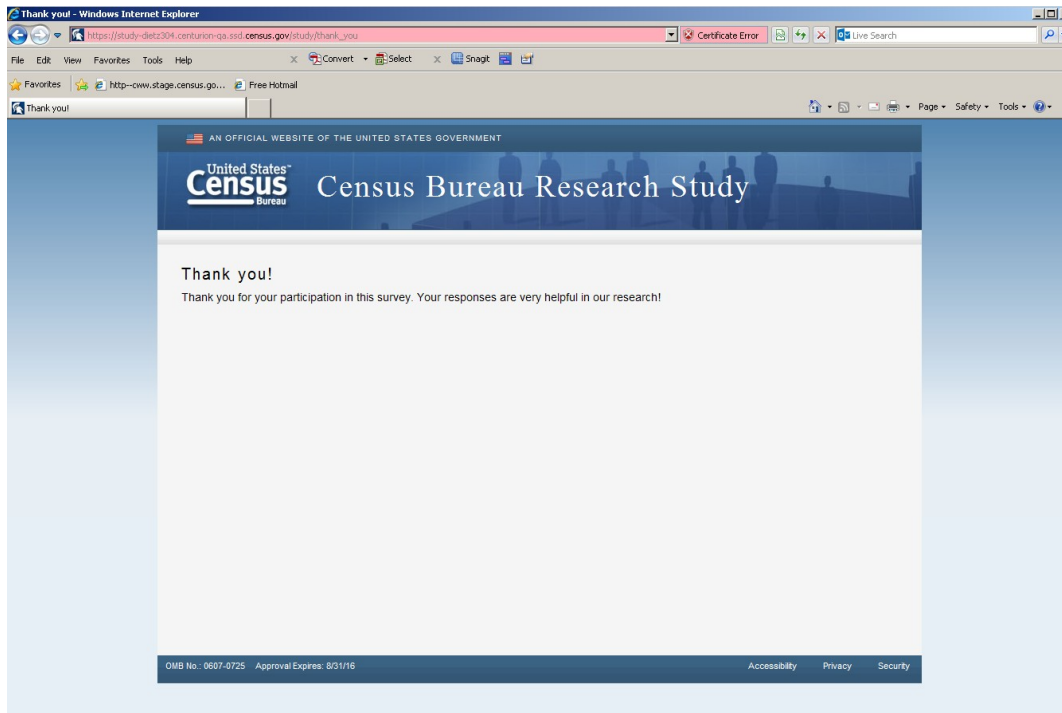 Thank you! - Windows Internet Explorer
https://study-dietz304.centurion-qa.ssd.census.gov/study/thank_you Certificate Error Live Search
File Edit View Favorites Tools Help x Convert Select x Snagit
Favorites http--cww.stage.census.go... Free Hotmail
Thank you! Page Safety Tools
AN OFFICIAL WEBSITE OF THE UNITED STATES GOVERNMENT
United States™
Census
Bureau
Census Bureau Research Study
Thank you!
Thank you for your participation in this survey. Your responses are very helpful in our research!
OMB No.: 0607-0725 Approval Expires: 8/31/16 Accessibility Privacy Security